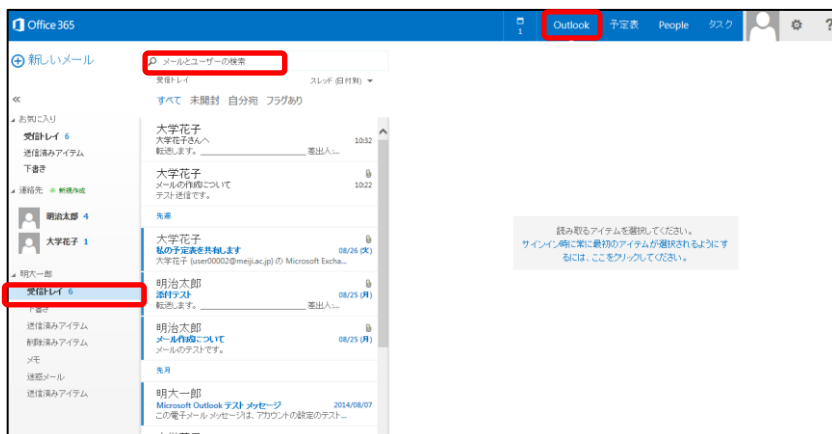 Office 365
1
Outlook 予定表 People タスク
?
新しいメール
メールとユーザーの検索
受信トレイ スレッド (日付別)
すべて 未開封 自分宛 フラグあり
«
お気に入り
受信トレイ 6
送信済みアイテム
下書き
連絡先 新規作成
明治太郎 4
大学花子 1
明大一郎
受信トレイ 6
下書き
送信済みアイテム
削除済みアイテム
メモ
迷惑メール
送信済みアイテム
大学花子
大学花子さんへ 10:32
転送します。 ________________ 差出人:...
大学花子
メールの作成について 10:22
テスト送信です。
先週
大学花子
私の予定表を共有します 08/26 (火)
大学花子 (user00002@meiji.ac.jp) の Microsoft Excha...
明治太郎
添付テスト 08/25 (月)
転送します。 ________________ 差出人:...
明治太郎
メール作成について 08/25 (月)
メールのテストです。
先月
明大一郎
Microsoft Outlook テスト メッセージ 2014/08/07
この電子メール メッセージは、アカウントの設定のテスト...
読み取るアイテムを選択してください。
サインイン時に常に最初のアイテムが選択されるようにす
るには、ここをクリックしてください。